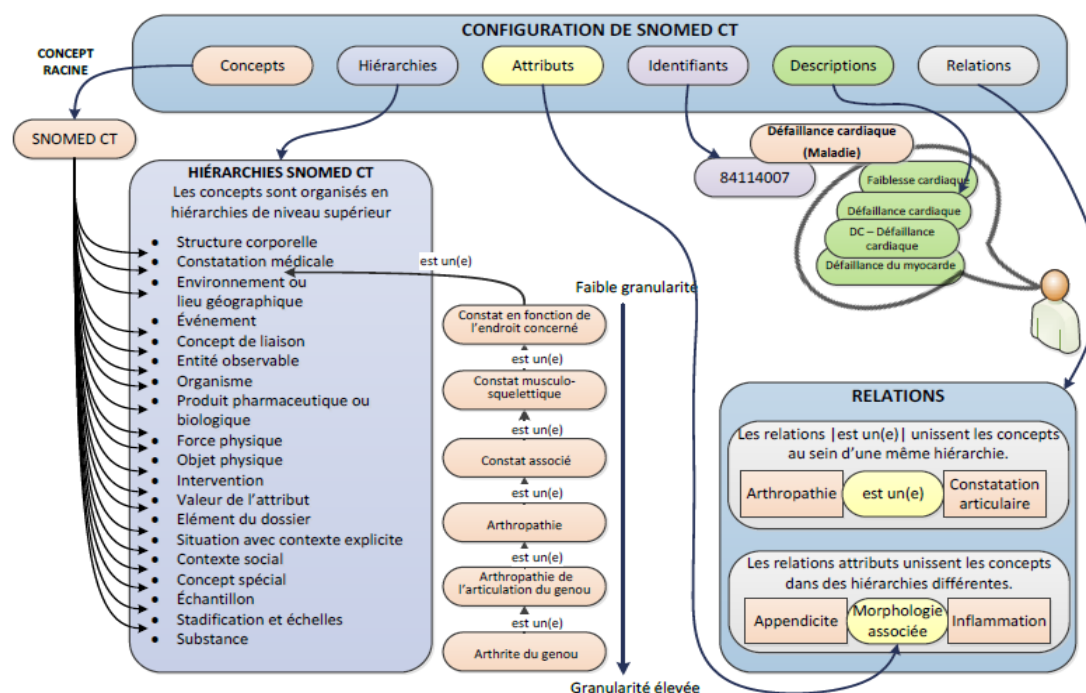 CONFIGURATION DE SNOMED CT
CONCEPT
RACINE
Concepts
Hiérarchies
Attributs
Identifiants
Descriptions
Relations
SNOMED CT
HIÉRARCHIES SNOMED CT
Les concepts sont organisés en
hiérarchies de niveau supérieur
• Structure corporelle
• Constatation médicale
• Environnement ou
lieu géographique
• Événement
• Concept de liaison
• Entité observable
• Organisme
• Produit pharmaceutique ou
biologique
• Force physique
• Objet physique
• Intervention
• Valeur de l'attribut
• Elément du dossier
• Situation avec contexte explicite
• Contexte social
• Concept spécial
• Échantillon
• Stadification et échelles
• Substance
est un(e)
Constat en fonction de
l'endroit concerné
est un(e)
Constat musculo-
squelettique
est un(e)
Constat associé
est un(e)
Arthropathie
est un(e)
Arthropathie de
l'articulation du genou
est un(e)
Arthrite du genou
Faible granularité
Granularité élevée
Défaillance cardiaque
(Maladie)
84114007
Faiblesse cardiaque
Défaillance cardiaque
DC – Défaillance
cardiaque
Défaillance du myocarde
RELATIONS
Les relations |est un(e)| unissent les concepts
au sein d'une même hiérarchie.
Arthropathie
est un(e)
Constatation
articulaire
Les relations attributs unissent les concepts
dans des hiérarchies différentes.
Appendicite
Morphologie
associée
Inflammation